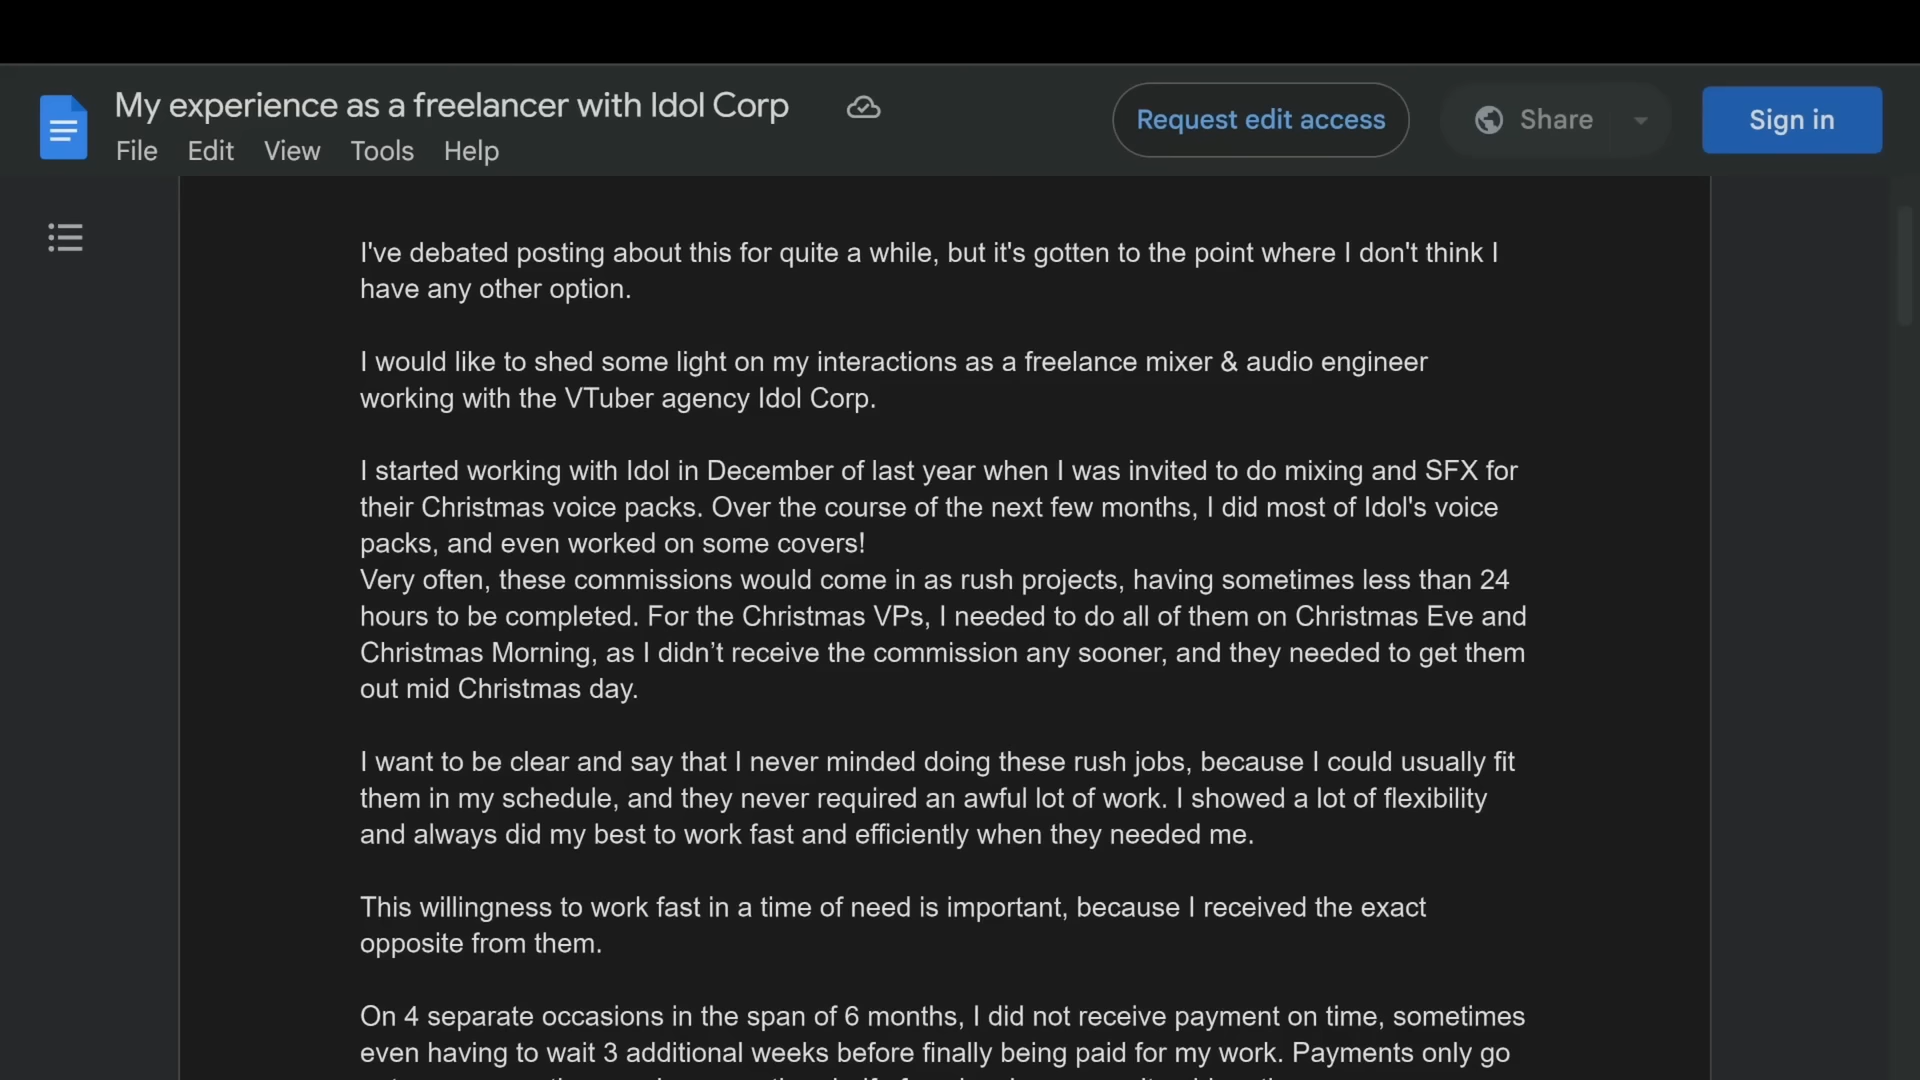 My experience as a freelancer with Idol Corp
File Edit View Tools Help
Request edit access
Share
Sign in
I've debated posting about this for quite a while, but it's gotten to the point where I don't think I
have any other option.
I would like to shed some light on my interactions as a freelance mixer & audio engineer
working with the VTuber agency Idol Corp.
I started working with Idol in December of last year when I was invited to do mixing and SFX for
their Christmas voice packs. Over the course of the next few months, I did most of Idol's voice
packs, and even worked on some covers!
Very often, these commissions would come in as rush projects, having sometimes less than 24
hours to be completed. For the Christmas VPs, I needed to do all of them on Christmas Eve and
Christmas Morning, as I didn’t receive the commission any sooner, and they needed to get them
out mid Christmas day.
I want to be clear and say that I never minded doing these rush jobs, because I could usually fit
them in my schedule, and they never required an awful lot of work. I showed a lot of flexibility
and always did my best to work fast and efficiently when they needed me.
This willingness to work fast in a time of need is important, because I received the exact
opposite from them.
On 4 separate occasions in the span of 6 months, I did not receive payment on time, sometimes
even having to wait 3 additional weeks before finally being paid for my work. Payments only go